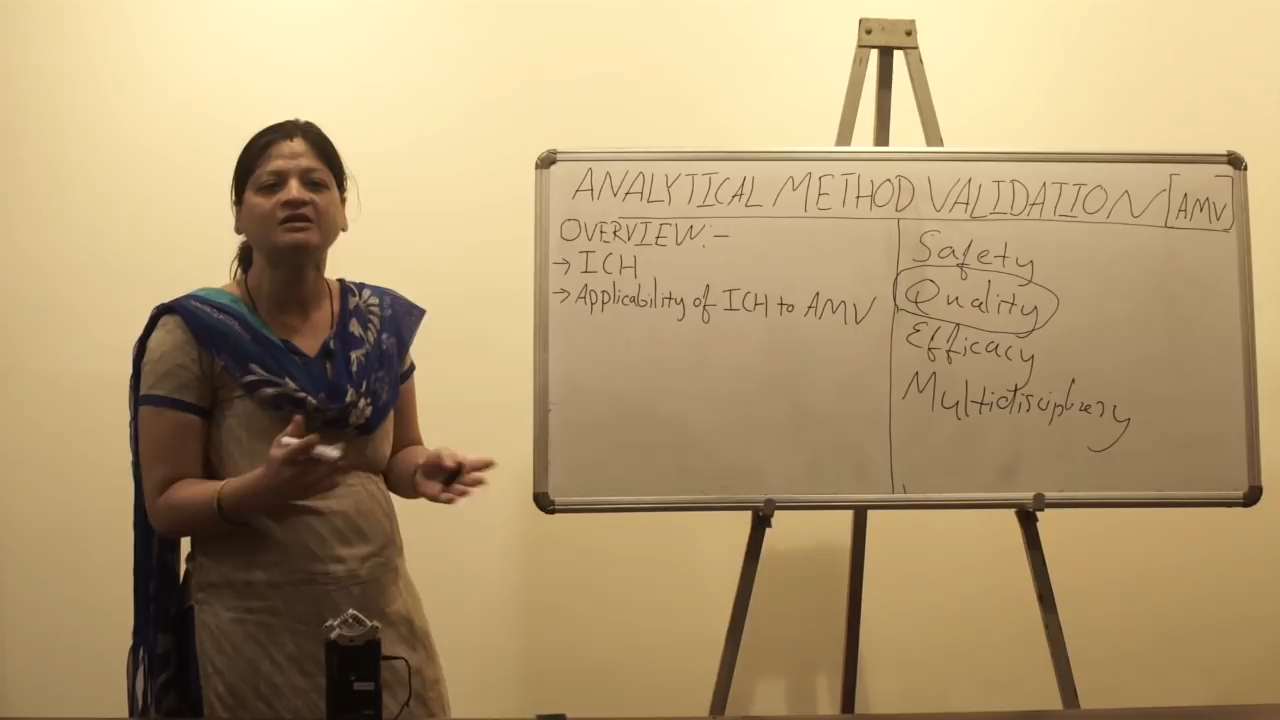 ANALYTICAL METHOD VALIDATION [AMV]
OVERVIEW:-
→ ICH
→ Applicability of ICH to AMV
Safety
Quality
Efficacy
Multidisciplinary